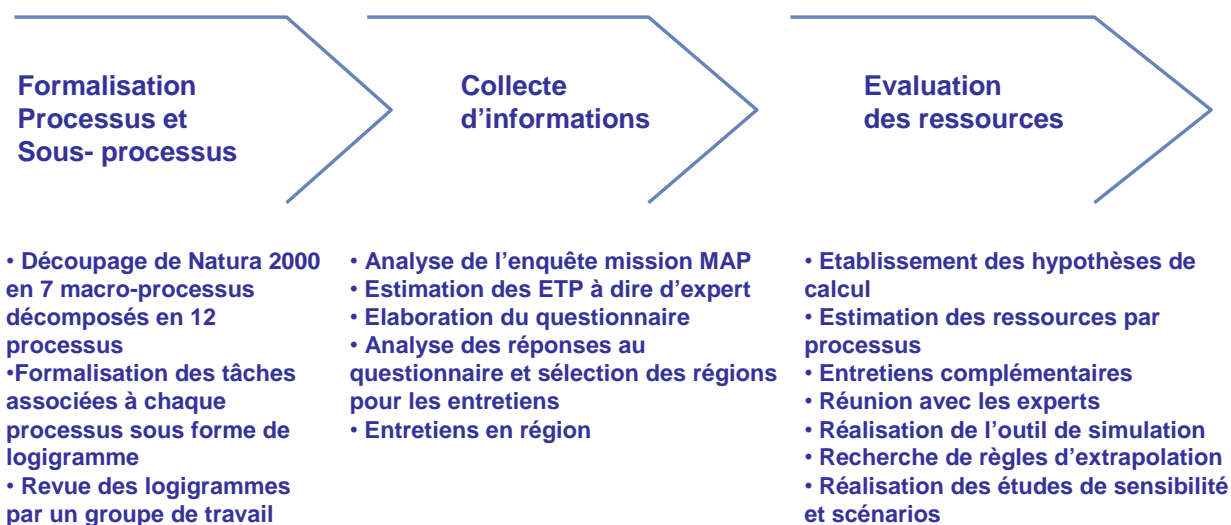 Formalisation
Processus et
Sous- processus
• Découpage de Natura 2000
en 7 macro-processus
décomposés en 12
processus
•Formalisation des tâches
associées à chaque
processus sous forme de
logigramme
• Revue des logigrammes
par un groupe de travail
Collecte
d’informations
• Analyse de l’enquête mission MAP
• Estimation des ETP à dire d’expert
• Elaboration du questionnaire
• Analyse des réponses au
questionnaire et sélection des régions
pour les entretiens
• Entretiens en région
Evaluation
des ressources
• Etablissement des hypothèses de
calcul
• Estimation des ressources par
processus
• Entretiens complémentaires
• Réunion avec les experts
• Réalisation de l’outil de simulation
• Recherche de règles d’extrapolation
• Réalisation des études de sensibilité
et scénarios